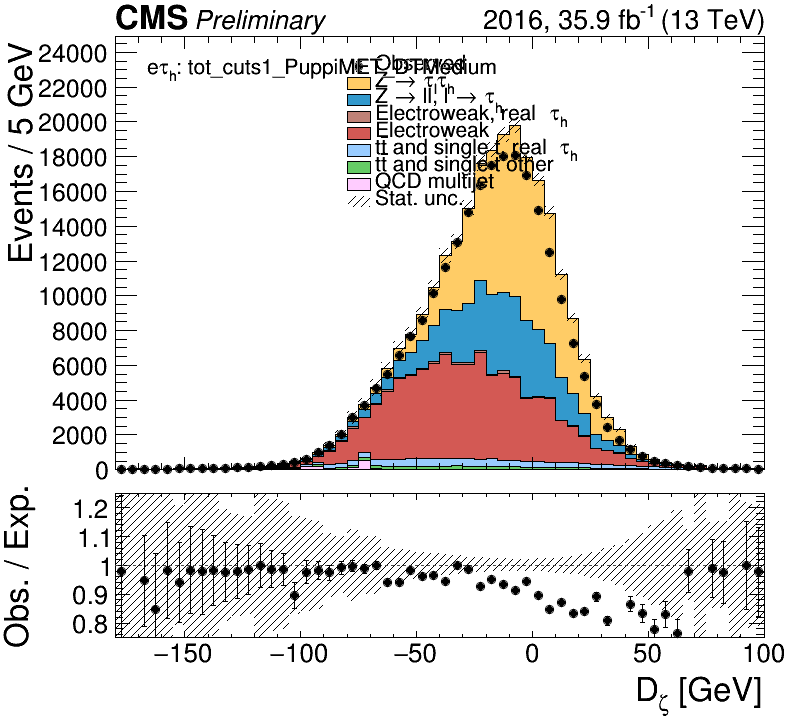 CMS Preliminary 2016, 35.9 fb⁻¹ (13 TeV)
Events / 5 GeV
24000
22000
20000
18000
16000
14000
12000
10000
8000
6000
4000
2000
0
eτₕ: tot_cuts1_PuppiMET_DTMedium
Observed
Z → τₗτₕ
Z → ll, l → τₕ
Electroweak, real τₕ
Electroweak
tt̄ and single t, real τₕ
tt̄ and single t other
QCD multijet
Stat. unc.
Obs. / Exp.
1.2
1.1
1
0.9
0.8
−150 −100 −50 0 50 100
D_ζ [GeV]